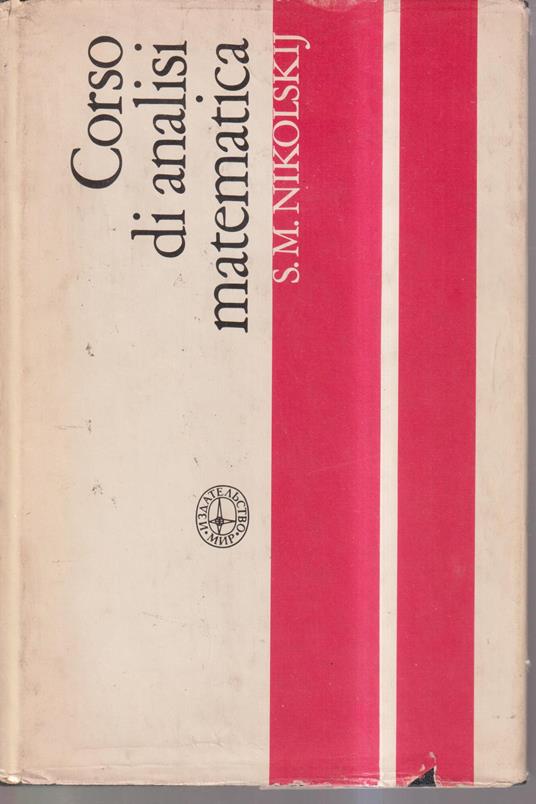 Corso
di analisi
matematica
S. M. NIKOLSKIJ
ИЗДАТЕЛЬСТВО
• МИР •